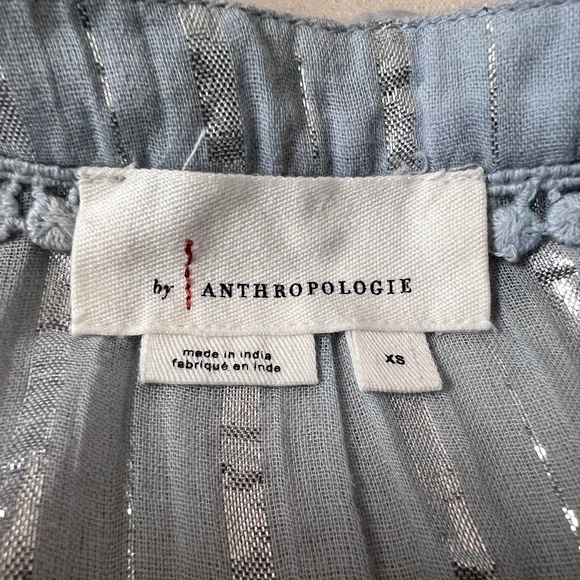 by ANTHROPOLOGIE
made in india
fabriqué en inde
XS